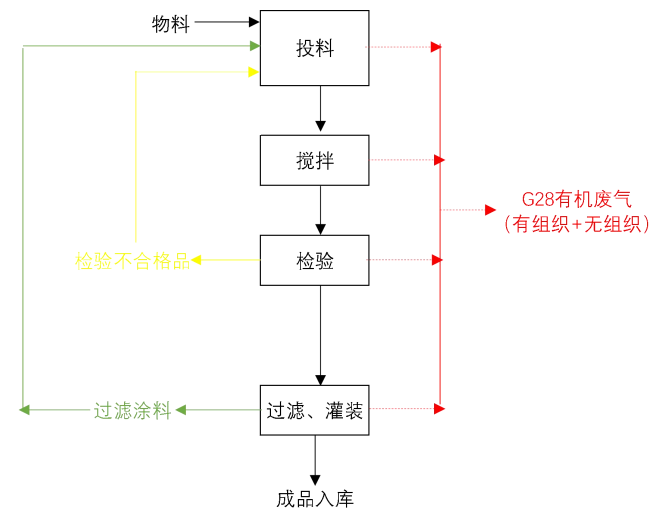 物料
投料
搅拌
G28有机废气
(有组织+无组织)
检验不合格品
检验
过滤涂料
过滤、灌装
成品入库